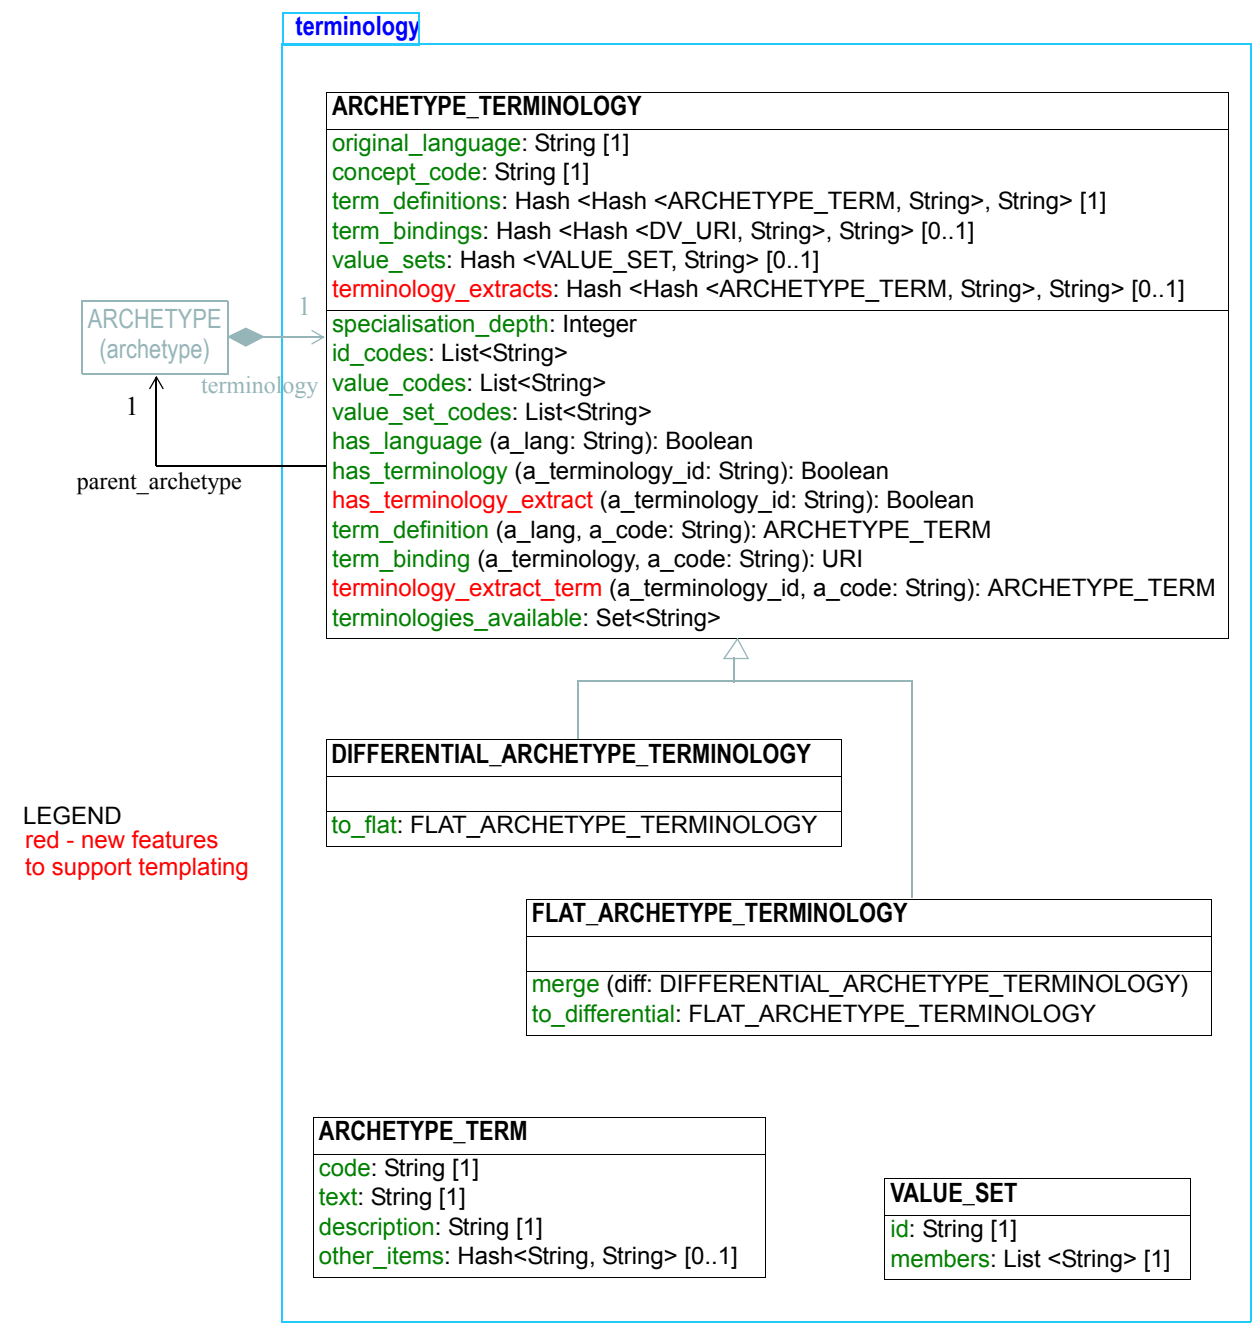 terminology
ARCHETYPE_TERMINOLOGY
original_language: String [1]
concept_code: String [1]
term_definitions: Hash <Hash <ARCHETYPE_TERM, String>, String> [1]
term_bindings: Hash <Hash <DV_URI, String>, String> [0..1]
value_sets: Hash <VALUE_SET, String> [0..1]
terminology_extracts: Hash <Hash <ARCHETYPE_TERM, String>, String> [0..1]
specialisation_depth: Integer
id_codes: List<String>
value_codes: List<String>
value_set_codes: List<String>
has_language (a_lang: String): Boolean
has_terminology (a_terminology_id: String): Boolean
has_terminology_extract (a_terminology_id: String): Boolean
term_definition (a_lang, a_code: String): ARCHETYPE_TERM
term_binding (a_terminology, a_code: String): URI
terminology_extract_term (a_terminology_id, a_code: String): ARCHETYPE_TERM
terminologies_available: Set<String>
ARCHETYPE
(archetype)
1
terminology
1
parent_archetype
DIFFERENTIAL_ARCHETYPE_TERMINOLOGY
to_flat: FLAT_ARCHETYPE_TERMINOLOGY
LEGEND
red - new features
to support templating
FLAT_ARCHETYPE_TERMINOLOGY
merge (diff: DIFFERENTIAL_ARCHETYPE_TERMINOLOGY)
to_differential: FLAT_ARCHETYPE_TERMINOLOGY
ARCHETYPE_TERM
code: String [1]
text: String [1]
description: String [1]
other_items: Hash<String, String> [0..1]
VALUE_SET
id: String [1]
members: List <String> [1]